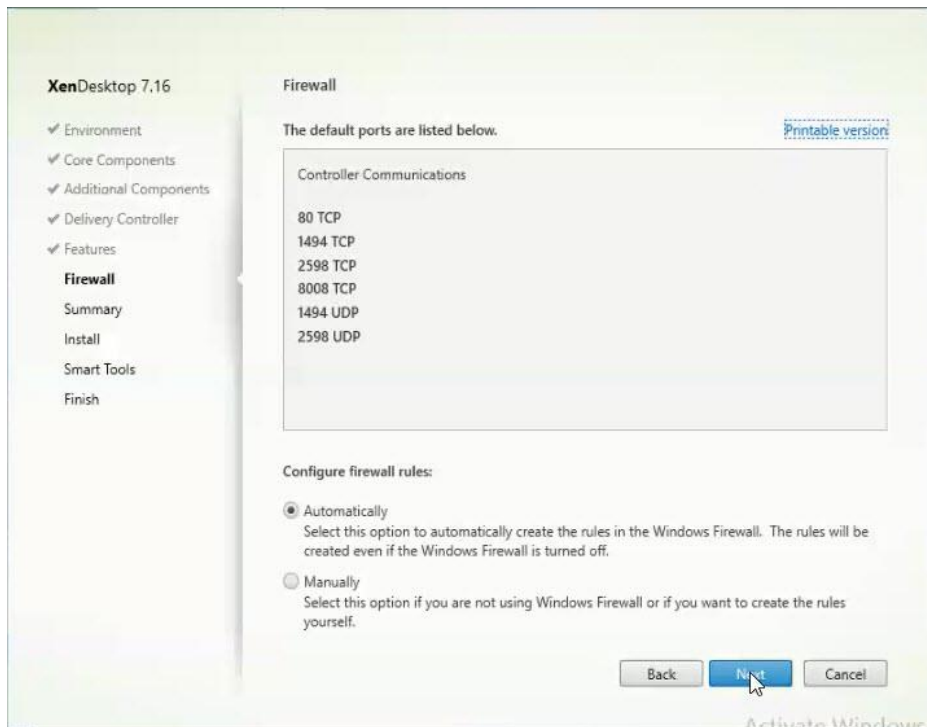 XenDesktop 7.16
Environment
Core Components
Additional Components
Delivery Controller
Features
Firewall
Summary
Install
Smart Tools
Finish
Firewall
The default ports are listed below.
Printable version
Controller Communications
80 TCP
1494 TCP
2598 TCP
8008 TCP
1494 UDP
2598 UDP
Configure firewall rules:
Automatically
Select this option to automatically create the rules in the Windows Firewall. The rules will be
created even if the Windows Firewall is turned off.
Manually
Select this option if you are not using Windows Firewall or if you want to create the rules
yourself.
Back
Next
Cancel
Activate Windows